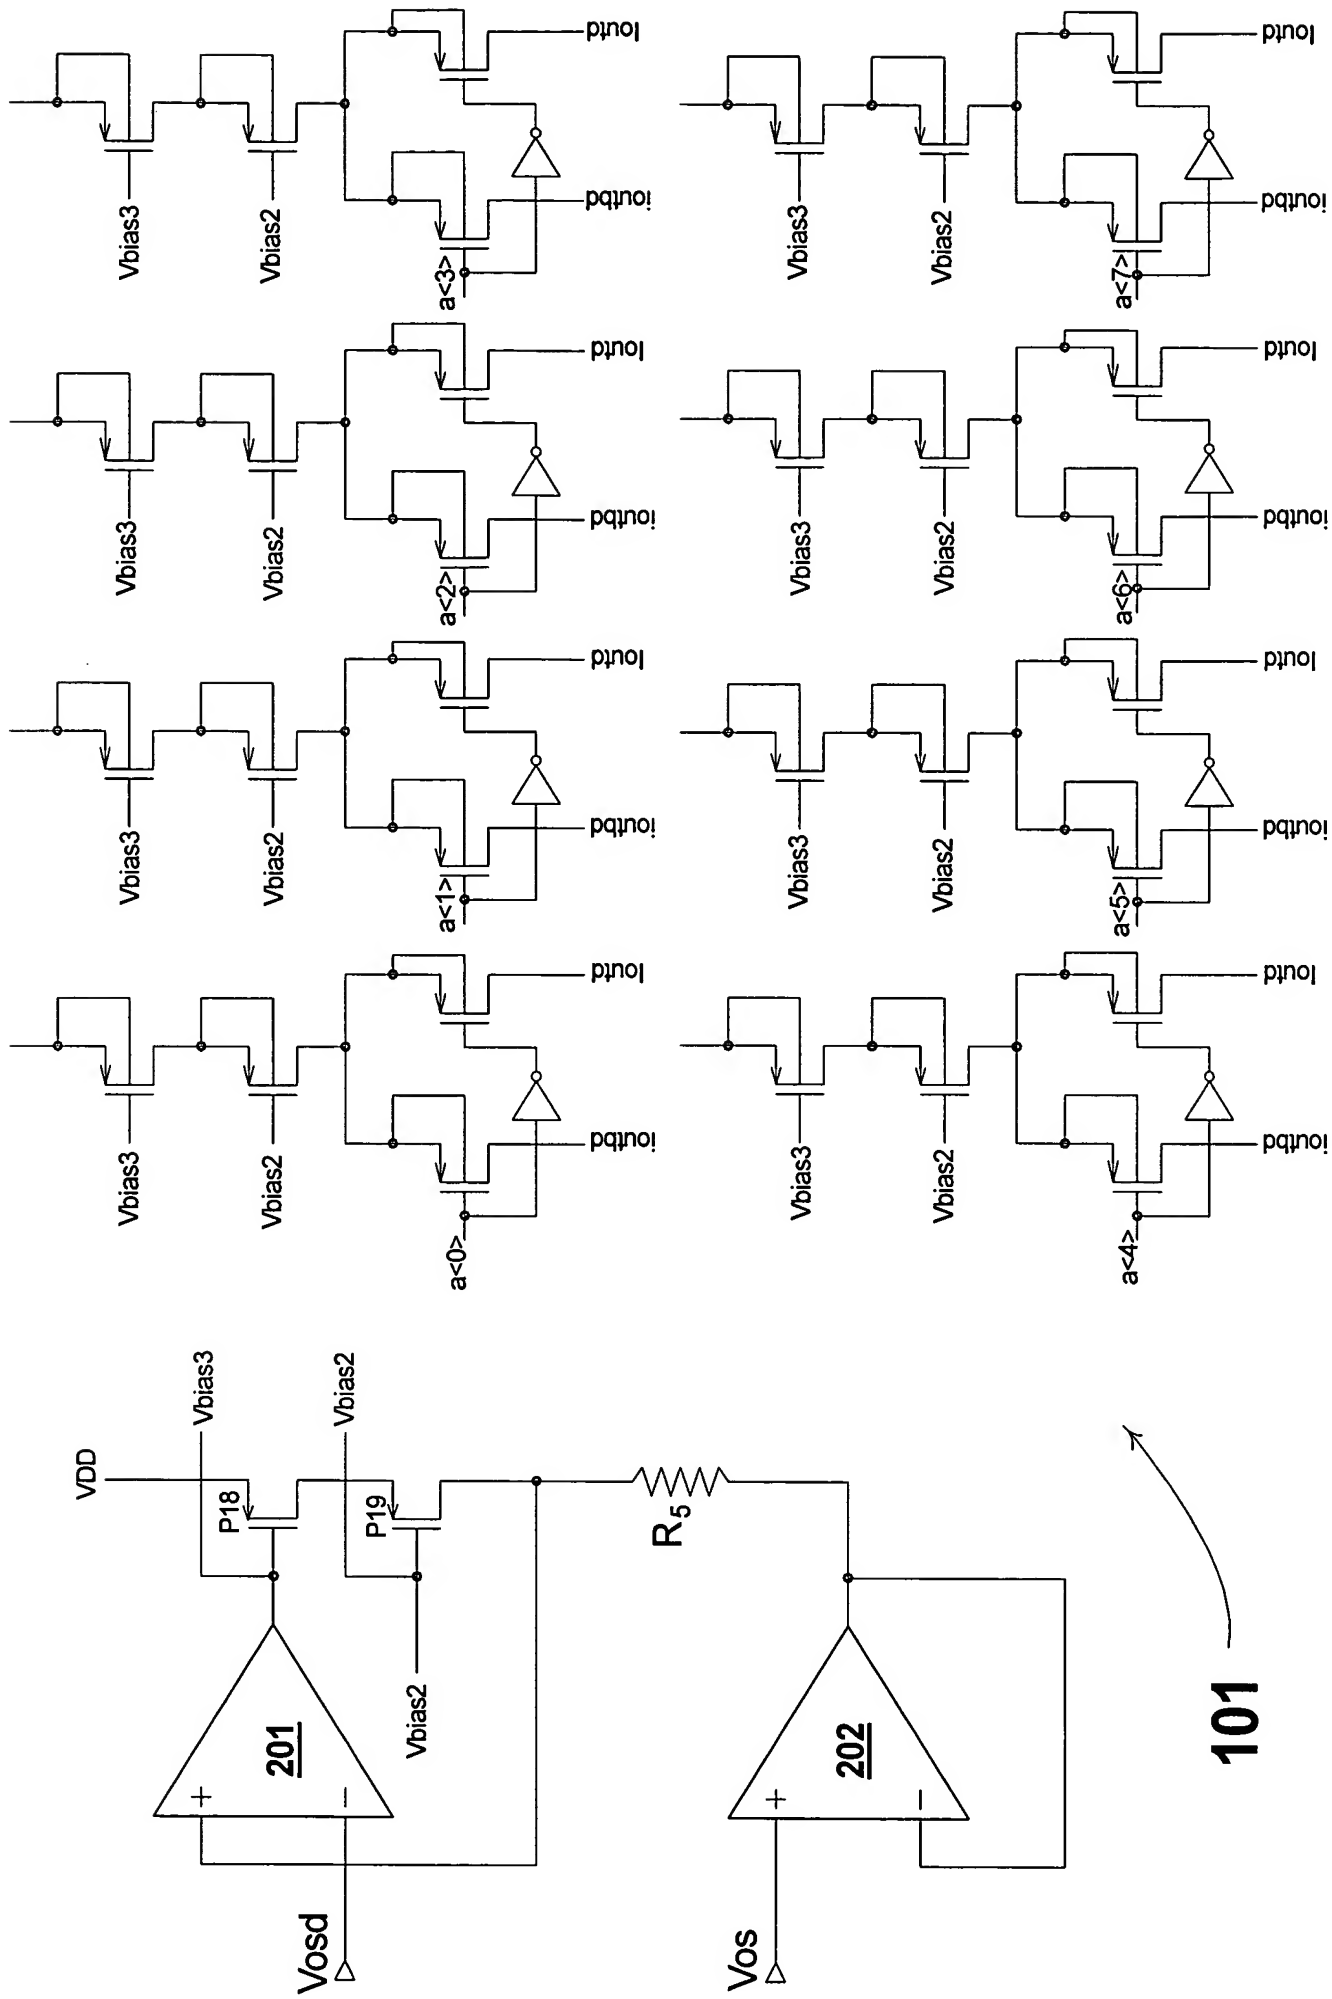 VDD
Vbias3
P18
Vbias2
P19
Vbias2
+
−
201
Vosd
R5
+
−
202
Vos
101
Vbias3
Vbias2
a<0>
ioutbd
Ioutd
Vbias3
Vbias2
a<1>
ioutbd
Ioutd
Vbias3
Vbias2
a<2>
ioutbd
Ioutd
Vbias3
Vbias2
a<3>
ioutbd
Ioutd
Vbias3
Vbias2
a<4>
ioutbd
Ioutd
Vbias3
Vbias2
a<5>
ioutbd
Ioutd
Vbias3
Vbias2
a<6>
ioutbd
Ioutd
Vbias3
Vbias2
a<7>
ioutbd
Ioutd